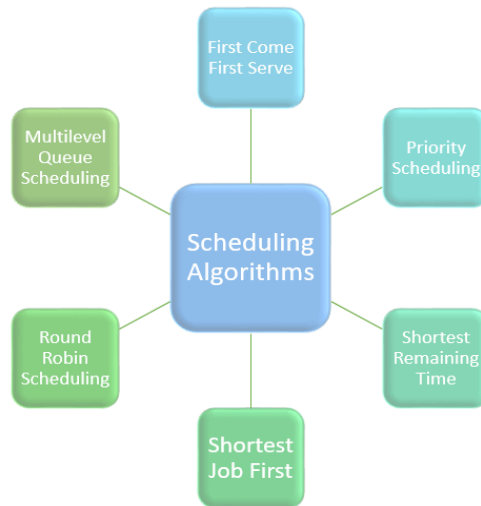 First Come
First Serve
Multilevel
Queue
Scheduling
Priority
Scheduling
Scheduling
Algorithms
Round
Robin
Scheduling
Shortest
Remaining
Time
Shortest
Job First